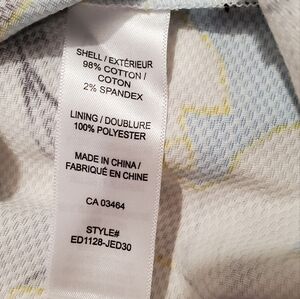 SHELL / EXTÉRIEUR
98% COTTON /
COTON
2% SPANDEX
LINING / DOUBLURE
100% POLYESTER
MADE IN CHINA /
FABRIQUÉ EN CHINE
CA 03464
STYLE#
ED1128-JED30